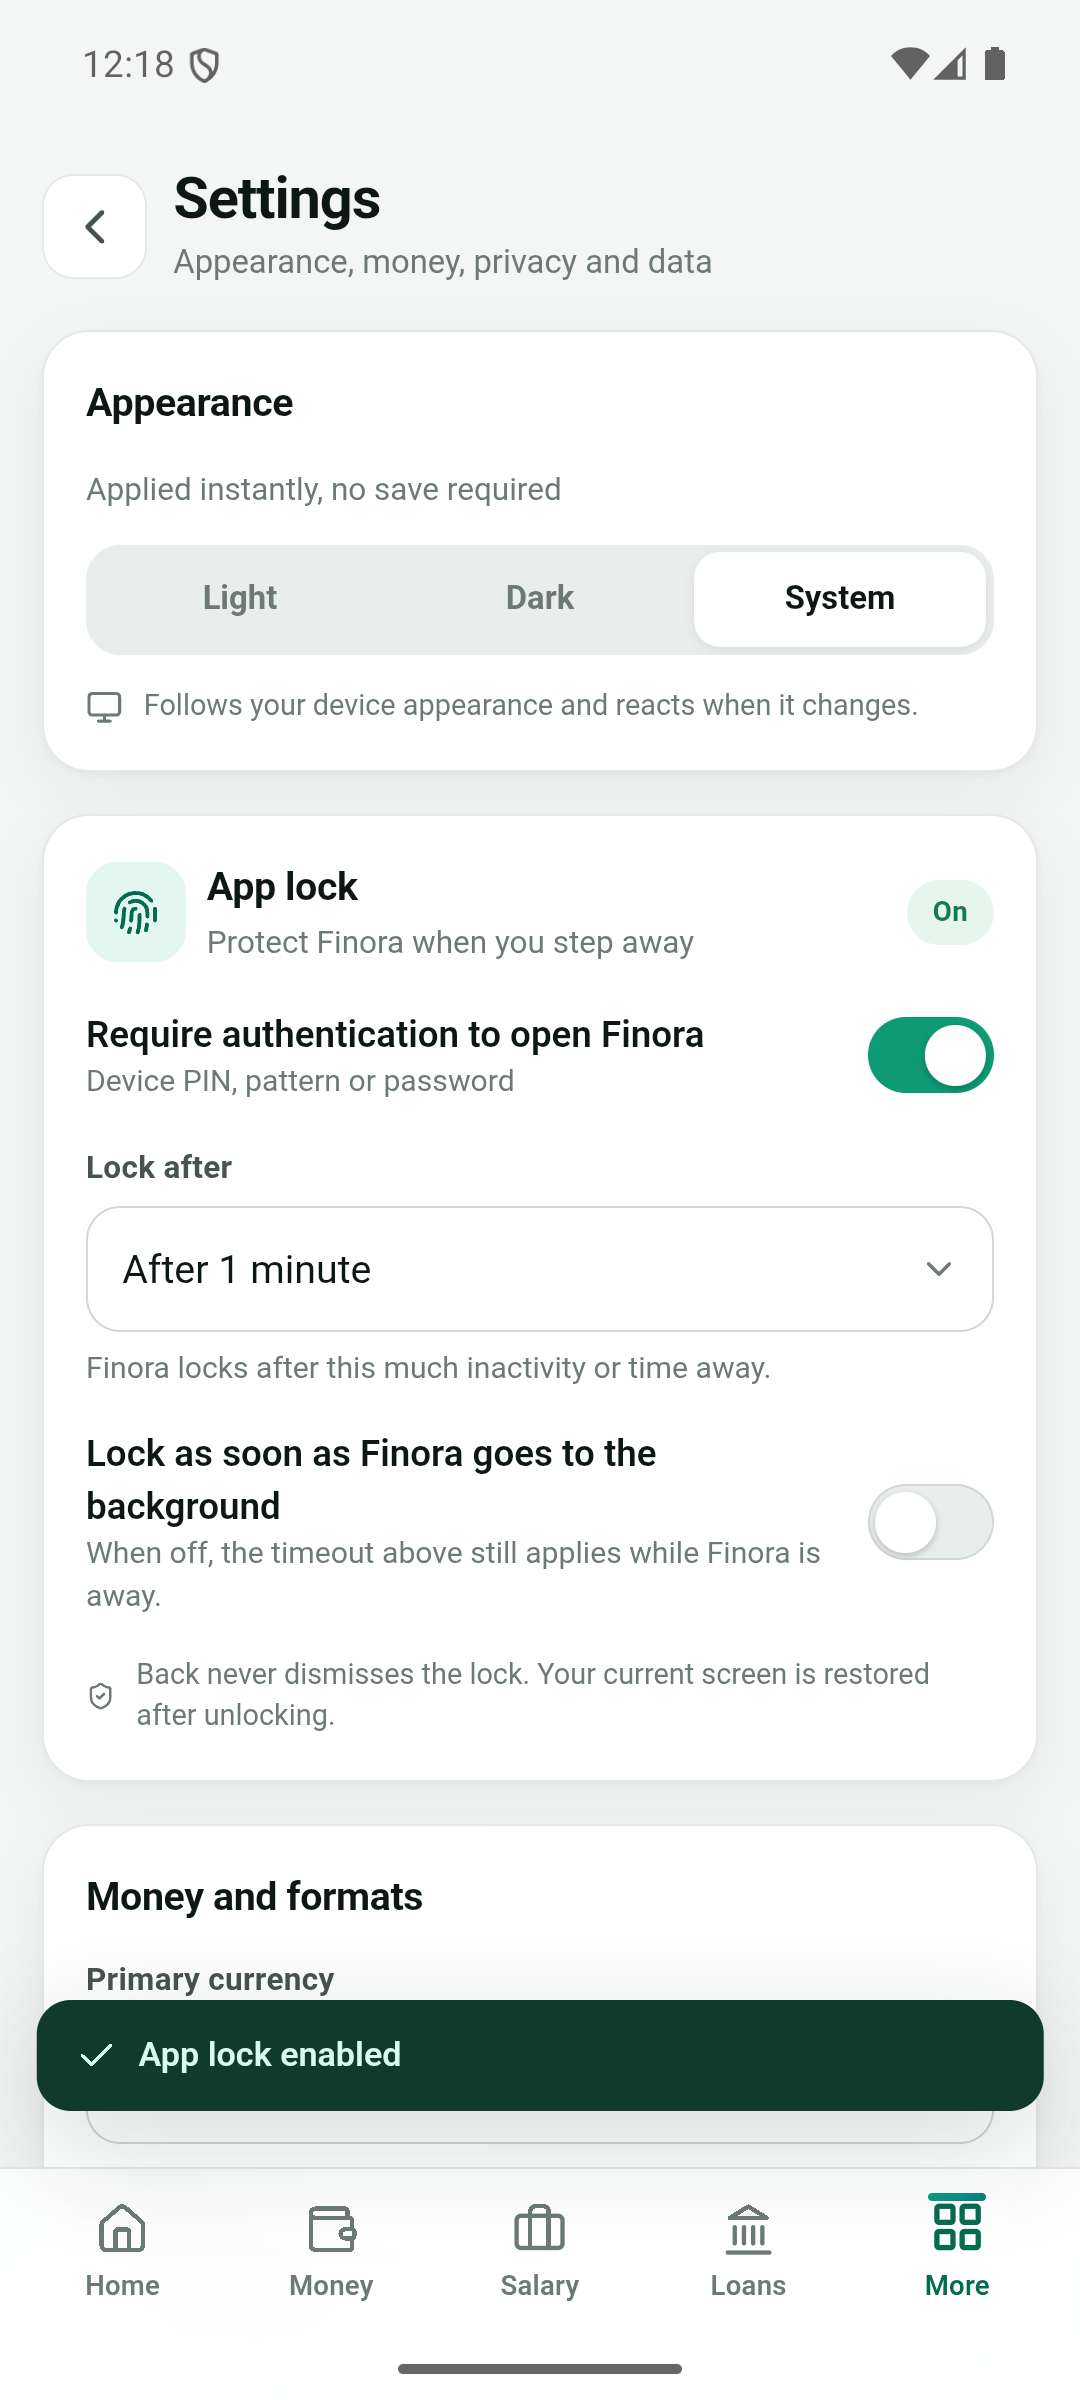 12:18
Settings
Appearance, money, privacy and data
Appearance
Applied instantly, no save required
Light
Dark
System
Follows your device appearance and reacts when it changes.
App lock
Protect Finora when you step away
On
Require authentication to open Finora
Device PIN, pattern or password
Lock after
After 1 minute
Finora locks after this much inactivity or time away.
Lock as soon as Finora goes to the
background
When off, the timeout above still applies while Finora is
away.
Back never dismisses the lock. Your current screen is restored
after unlocking.
Money and formats
Primary currency
App lock enabled
Home
Money
Salary
Loans
More